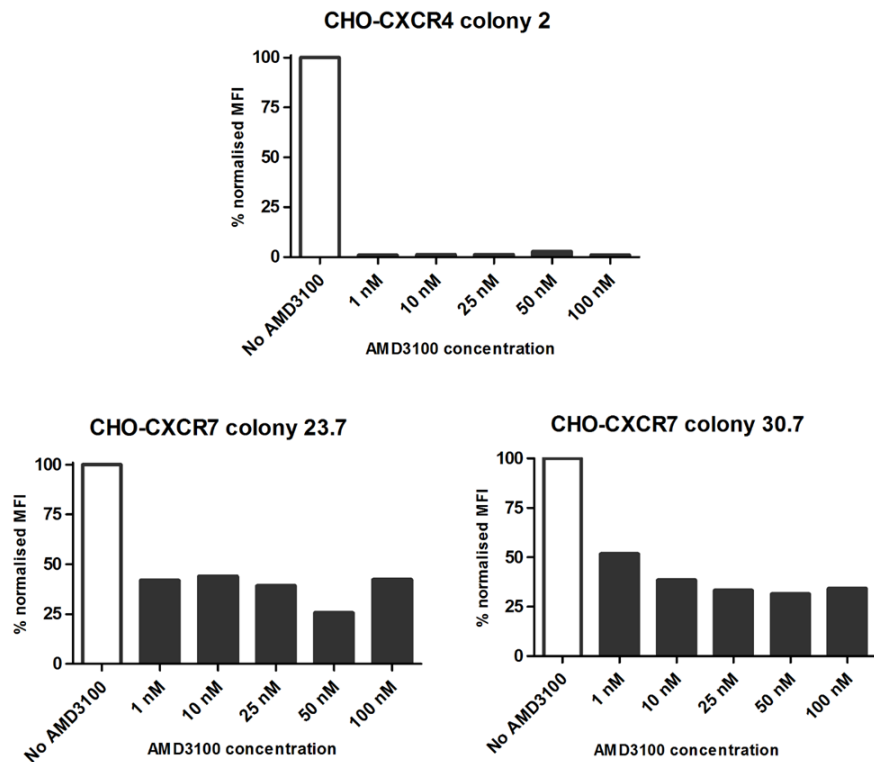 CHO-CXCR4 colony 2
% normalised MFI
100
75
50
25
0
No AMD3100
1 nM
10 nM
25 nM
50 nM
100 nM
AMD3100 concentration
CHO-CXCR7 colony 23.7
% normalised MFI
100
75
50
25
0
No AMD3100
1 nM
10 nM
25 nM
50 nM
100 nM
AMD3100 concentration
CHO-CXCR7 colony 30.7
% normalised MFI
100
75
50
25
0
No AMD3100
1 nM
10 nM
25 nM
50 nM
100 nM
AMD3100 concentration